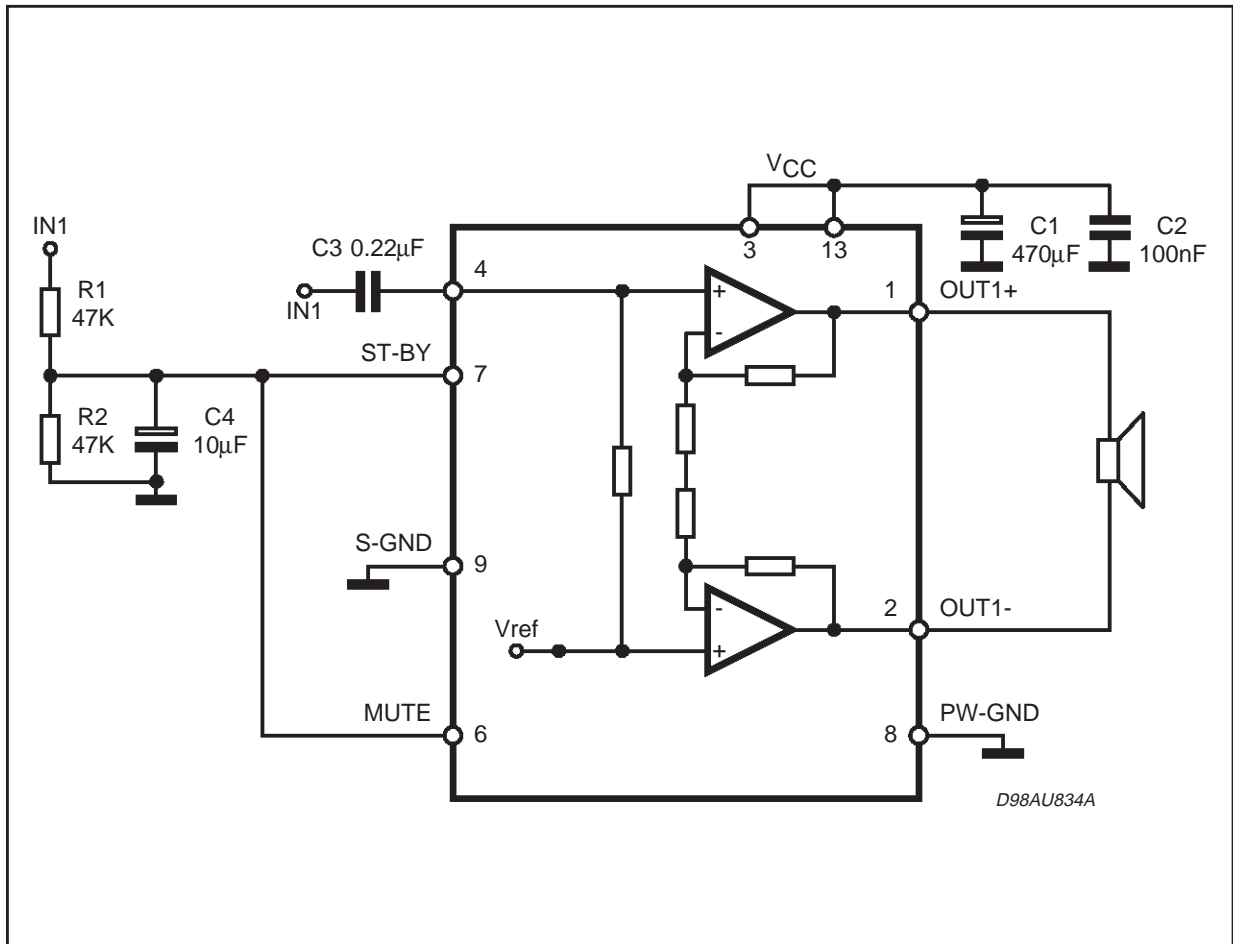 VCC
IN1
C3 0.22μF
3
13
C1
470μF
C2
100nF
R1
47K
IN1
4
+
-
1
OUT1+
ST-BY
7
R2
47K
C4
10μF
S-GND
9
Vref
-
+
2
OUT1-
MUTE
6
8
PW-GND
D98AU834A